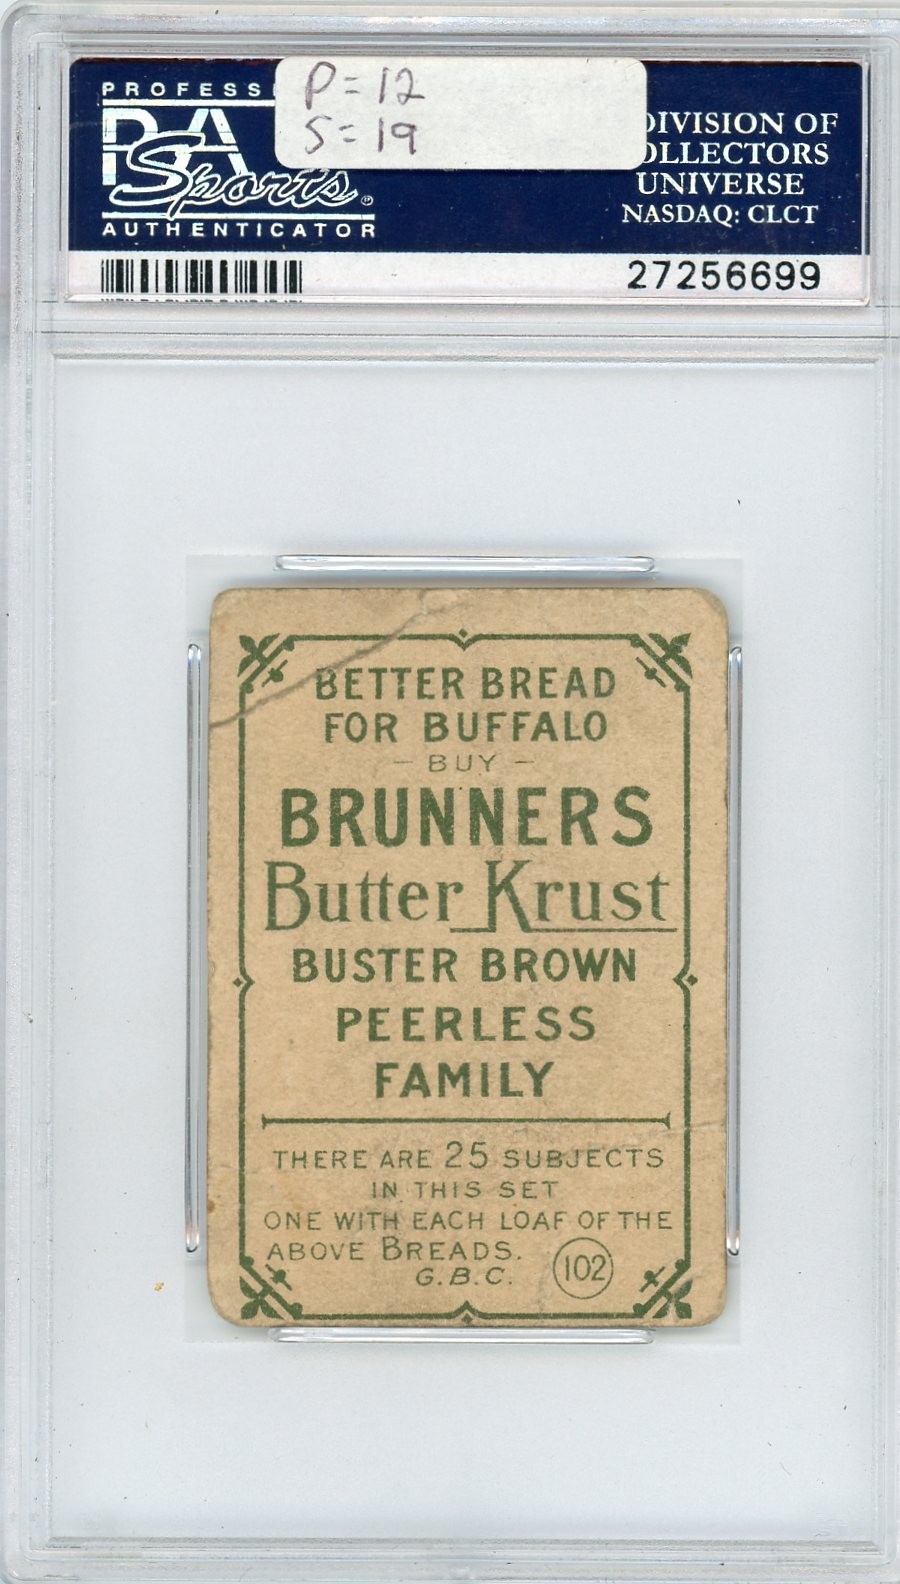 P=12
S=19
PROFESS
PSA
Sports®
AUTHENTICATOR
DIVISION OF
OLLECTORS
UNIVERSE
NASDAQ: CLCT
27256699
BETTER BREAD
FOR BUFFALO
– BUY –
BRUNNERS
Butter Krust
BUSTER BROWN
PEERLESS
FAMILY
THERE ARE 25 SUBJECTS
IN THIS SET
ONE WITH EACH LOAF OF THE
ABOVE BREADS.
G.B.C. 102